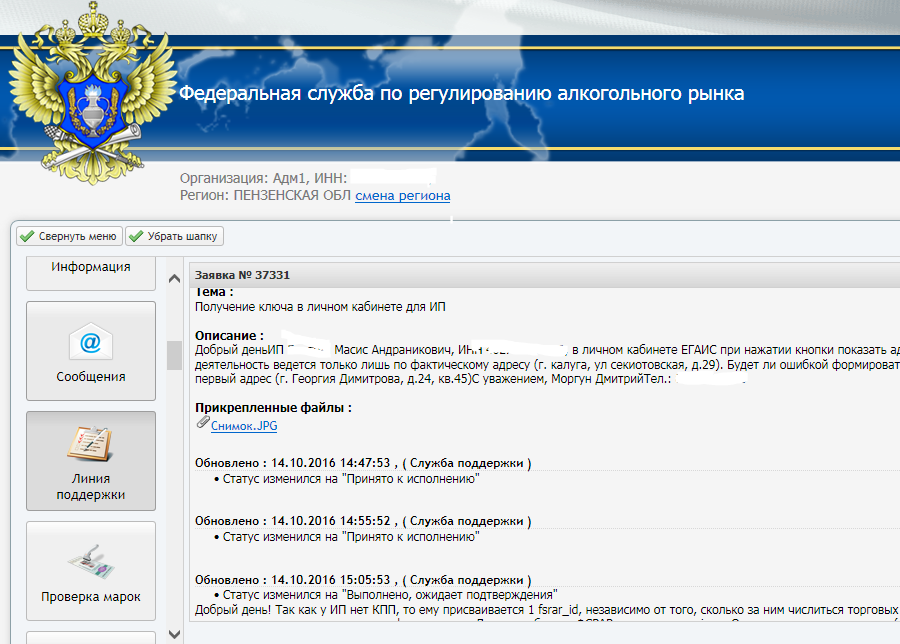 Федеральная служба по регулированию алкогольного рынка
Организация: Адм1, ИНН:
Регион: ПЕНЗЕНСКАЯ ОБЛ смена региона
Свернуть меню Убрать шапку
Информация
Сообщения
Линия
поддержки
Проверка марок
Заявка № 37331
Тема :
Получение ключа в личном кабинете для ИП
Описание :
Добрый деньИП Масис Андраникович, в личном кабинете ЕГАИС при нажатии кнопки показать ад
деятельность ведется только лишь по фактическому адресу (г. калуга, ул секиотовская, д.29). Будет ли ошибкой формироват
первый адрес (г. Георгия Димитрова, д.24, кв.45)С уважением, Моргун ДмитрийТел.:
Прикрепленные файлы :
Снимок.JPG
Обновлено : 14.10.2016 14:47:53 , ( Служба поддержки )
• Статус изменился на "Принято к исполнению"
Обновлено : 14.10.2016 14:55:52 , ( Служба поддержки )
• Статус изменился на "Принято к исполнению"
Обновлено : 14.10.2016 15:05:53 , ( Служба поддержки )
• Статус изменился на "Выполнено, ожидает подтверждения"
Добрый день! Так как у ИП нет КПП, то ему присваивается 1 fsrar_id, независимо от того, сколько за ним числиться торговых